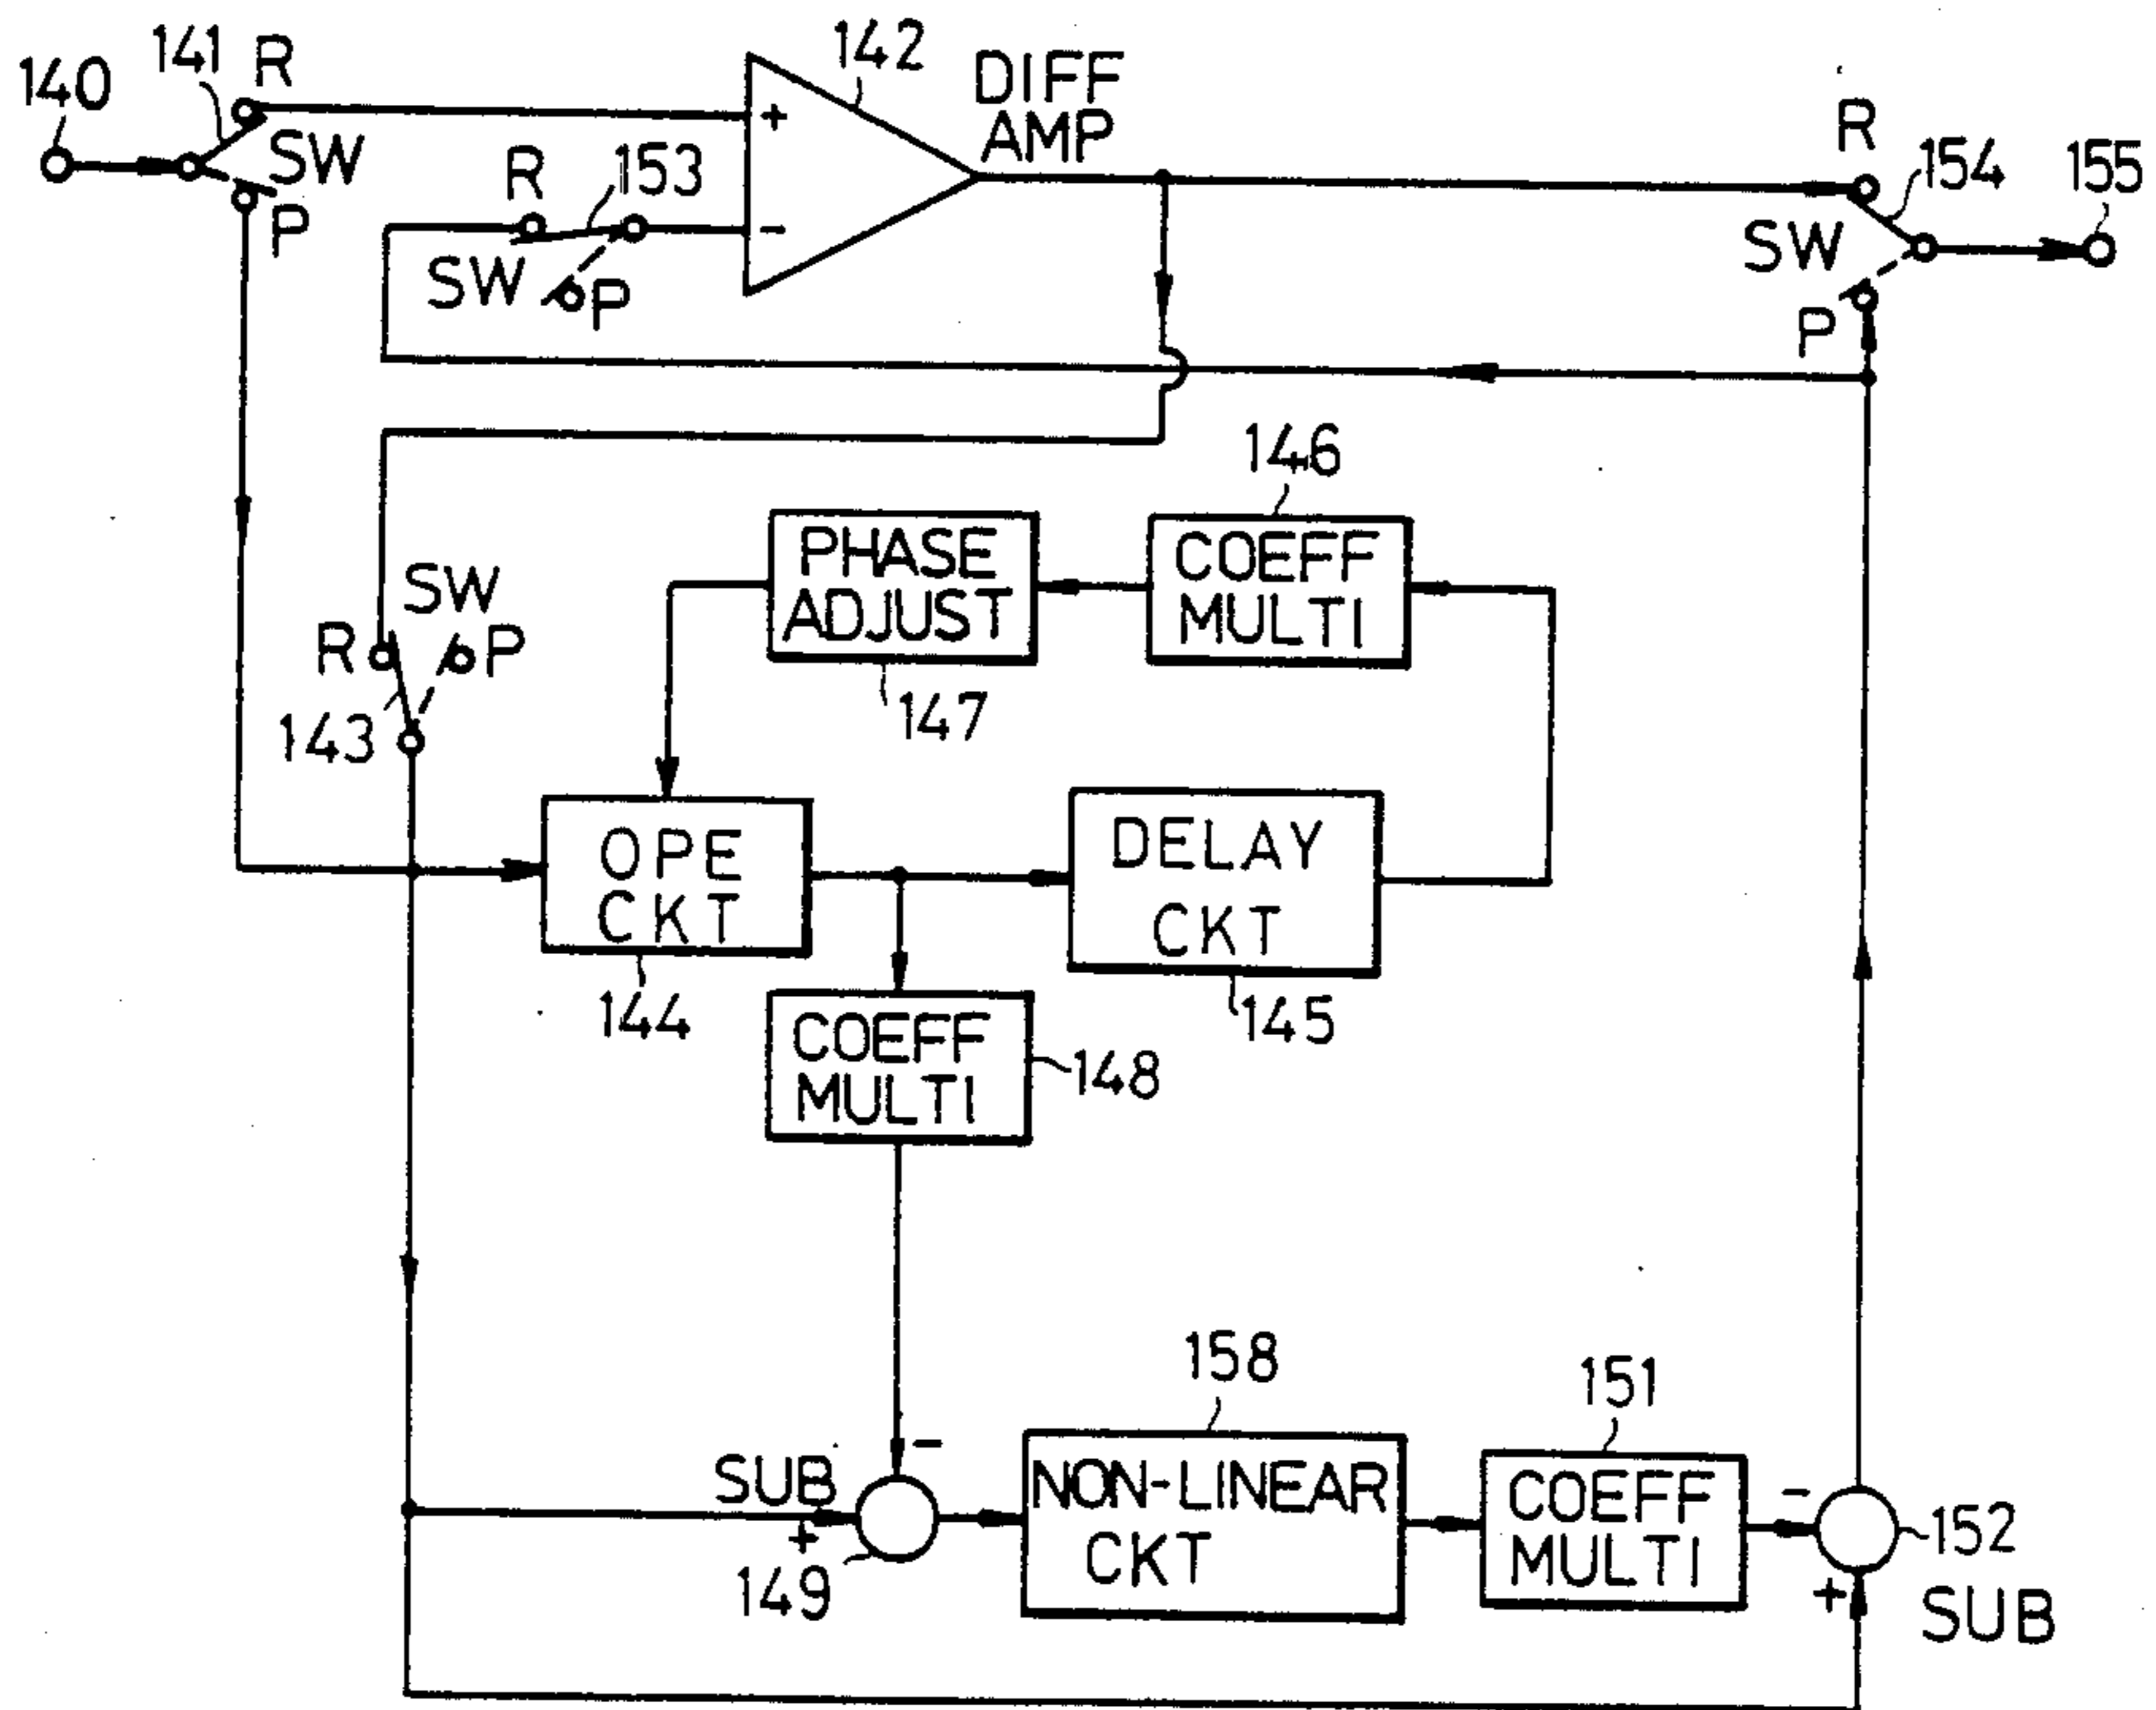 140
141
R
SW
P
142
DIFF
AMP
+
-
R
153
SW
P
R
154
155
SW
P
146
PHASE
ADJUST
COEFF
MULTI
147
SW
R
P
143
OPE
CKT
144
DELAY
CKT
145
COEFF
MULTI
148
158
151
SUB
-
+
149
NON-LINEAR
CKT
COEFF
MULTI
-
+
152
SUB